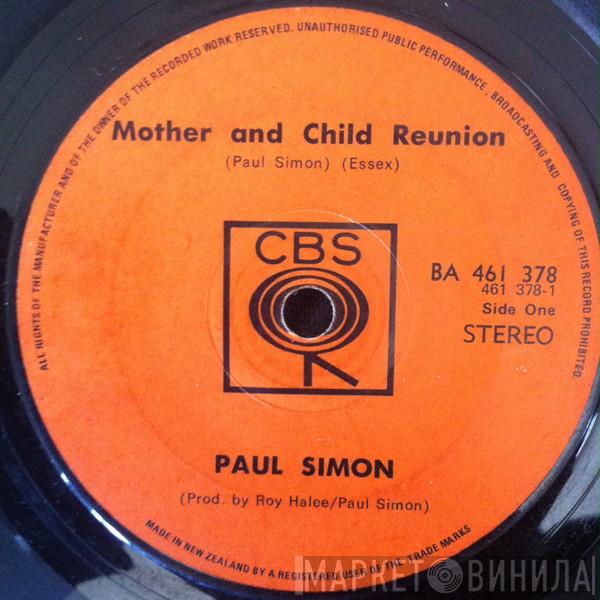 ALL RIGHTS OF THE MANUFACTURER AND OF THE OWNER OF THE RECORDED WORK RESERVED. UNAUTHORISED PUBLIC PERFORMANCE, BROADCASTING AND COPYING OF THIS RECORD PROHIBITED.
Mother and Child Reunion
(Paul Simon) (Essex)
CBS
BA 461 378
461 378-1
Side One
STEREO
PAUL SIMON
(Prod. by Roy Halee/Paul Simon)
MADE IN NEW ZEALAND BY A REGISTERED USER OF THE TRADE MARKS
МАРКЕТ ВИНИЛА